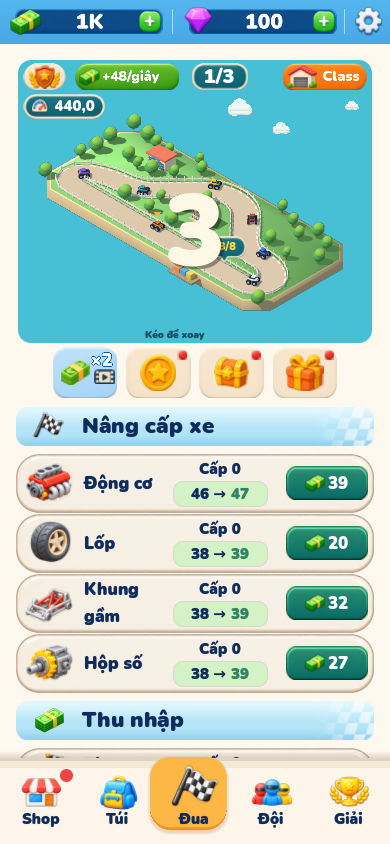 1K
100
+48/giây
1/3
Class
440,0
3
3/8
Kéo để xoay
x2
Nâng cấp xe
Động cơ
Cấp 0
46 → 47
39
Lốp
Cấp 0
38 → 39
20
Khung gầm
Cấp 0
38 → 39
32
Hộp số
Cấp 0
38 → 39
27
Thu nhập
Shop
Túi
Đua
Đội
Giải